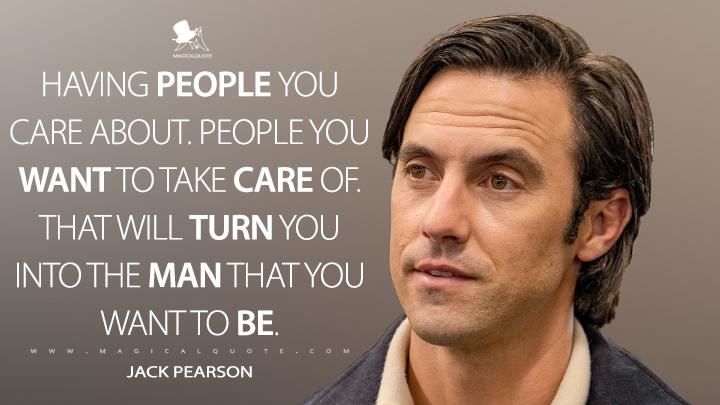 MAGICALQUOTE
HAVING PEOPLE YOU
CARE ABOUT. PEOPLE YOU
WANT TO TAKE CARE OF.
THAT WILL TURN YOU
INTO THE MAN THAT YOU
WANT TO BE.
WWW.MAGICALQUOTE.COM
JACK PEARSON